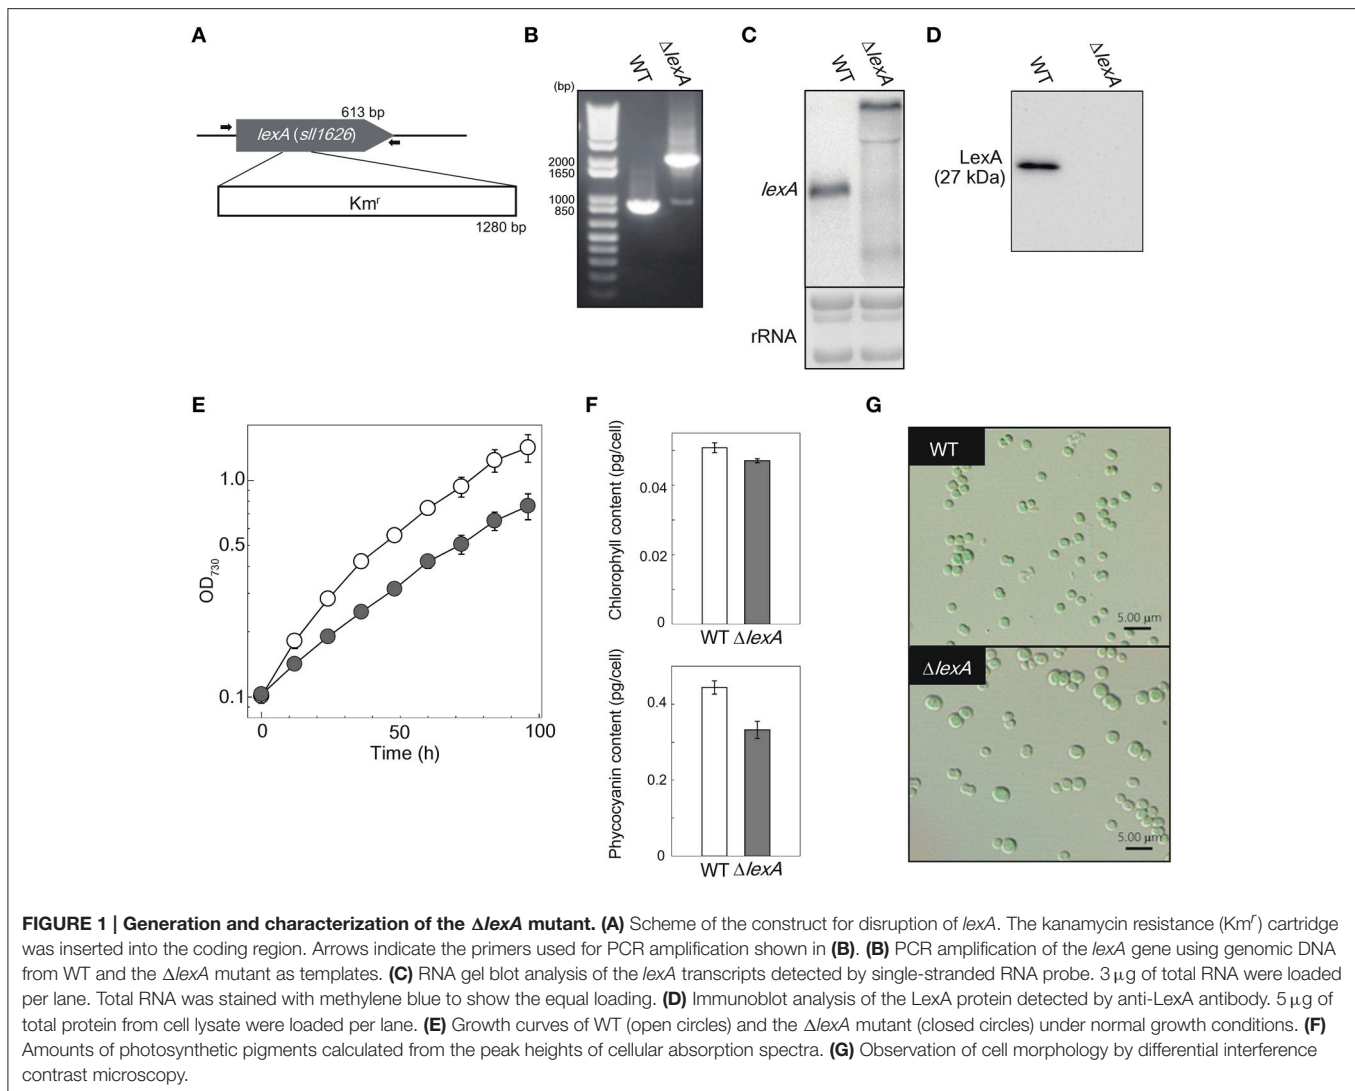 A
613 bp
lexA (sll1626)
Kmʳ
1280 bp
B
WT
ΔlexA
(bp)
2000
1650
1000
850
C
WT
ΔlexA
lexA
rRNA
D
WT
ΔlexA
LexA
(27 kDa)
E
OD₇₃₀
1.0
0.5
0.1
0
50
100
Time (h)
F
Chlorophyll content (pg/cell)
0.04
0.02
0
WT ΔlexA
Phycocyanin content (pg/cell)
0.4
0.2
0
WT ΔlexA
G
WT
5.00 μm
ΔlexA
5.00 μm
FIGURE 1 | Generation and characterization of the ΔlexA mutant. (A) Scheme of the construct for disruption of lexA. The kanamycin resistance (Kmʳ) cartridge
was inserted into the coding region. Arrows indicate the primers used for PCR amplification shown in (B). (B) PCR amplification of the lexA gene using genomic DNA
from WT and the ΔlexA mutant as templates. (C) RNA gel blot analysis of the lexA transcripts detected by single-stranded RNA probe. 3 μg of total RNA were loaded
per lane. Total RNA was stained with methylene blue to show the equal loading. (D) Immunoblot analysis of the LexA protein detected by anti-LexA antibody. 5 μg of
total protein from cell lysate were loaded per lane. (E) Growth curves of WT (open circles) and the ΔlexA mutant (closed circles) under normal growth conditions. (F)
Amounts of photosynthetic pigments calculated from the peak heights of cellular absorption spectra. (G) Observation of cell morphology by differential interference
contrast microscopy.